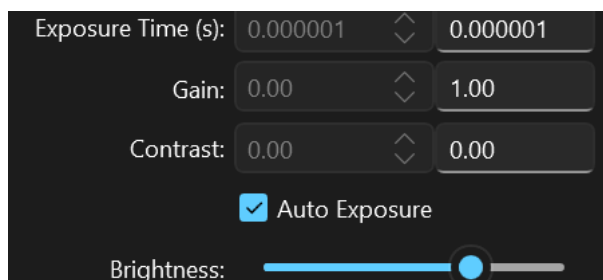 Exposure Time (s): 0.000001 0.000001
Gain: 0.00 1.00
Contrast: 0.00 0.00
Auto Exposure
Brightness: